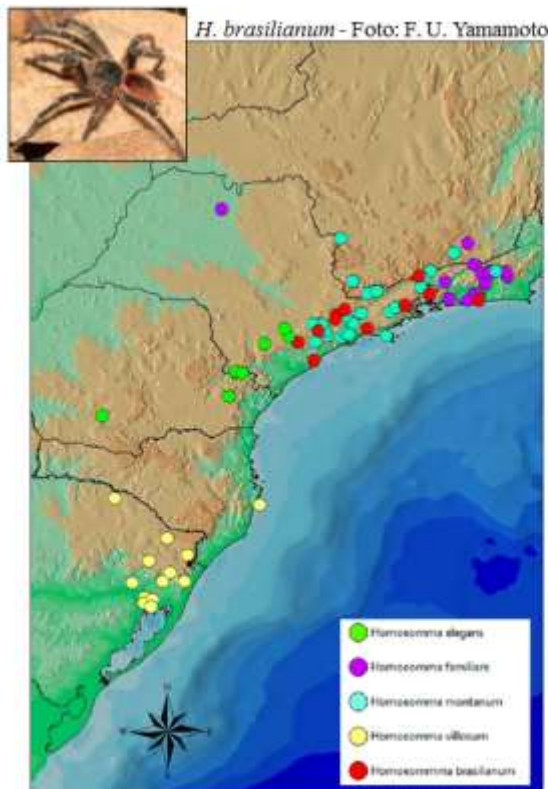 H. brasilianum - Foto: F. U. Yamamoto
Homoeomma elegans
Homoeomma familiare
Homoeomma montanum
Homoeomma villosum
Homoeomma brasilianum